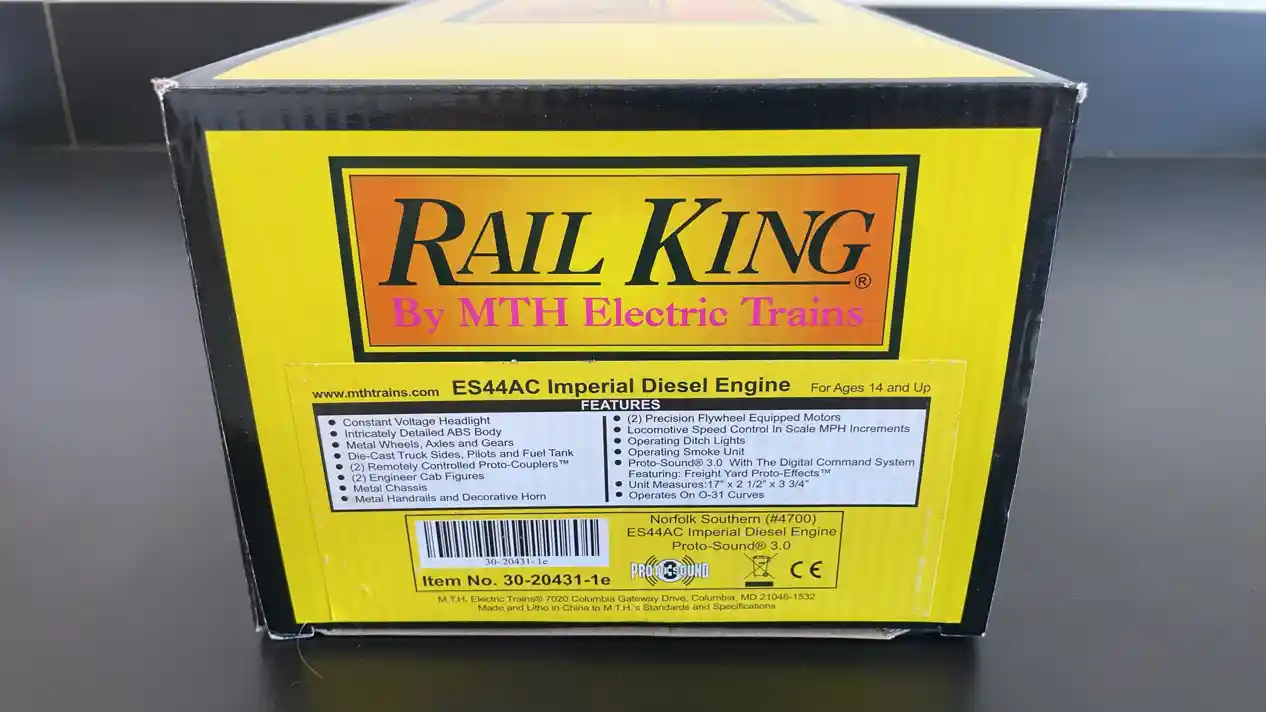 RAIL KING®
By MTH Electric Trains
www.mthtrains.com ES44AC Imperial Diesel Engine For Ages 14 and Up
FEATURES
● Constant Voltage Headlight
● Intricately Detailed ABS Body
● Metal Wheels, Axles and Gears
● Die-Cast Truck Sides, Pilots and Fuel Tank
● (2) Remotely Controlled Proto-Couplers™
● (2) Engineer Cab Figures
● Metal Chassis
● Metal Handrails and Decorative Horn
● (2) Precision Flywheel Equipped Motors
● Locomotive Speed Control In Scale MPH Increments
● Operating Ditch Lights
● Operating Smoke Unit
● Proto-Sound® 3.0 With The Digital Command System
Featuring: Freight Yard Proto-Effects™
● Unit Measures:17" x 2 1/2" x 3 3/4"
● Operates On O-31 Curves
30-20431-1e
Item No. 30-20431-1e
Norfolk Southern (#4700)
ES44AC Imperial Diesel Engine
Proto-Sound® 3.0
PROTO 3 SOUND
CE
M.T.H. Electric Trains® 7020 Columbia Gateway Drive, Columbia, MD 21046-1532
Made and Litho in China to M.T.H.'s Standards and Specifications